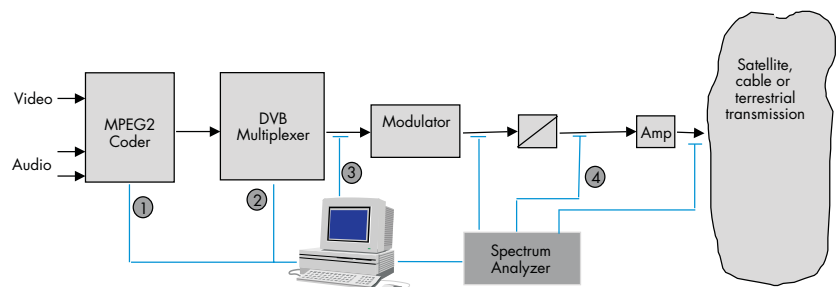 Video
Audio
MPEG2
Coder
DVB
Multiplexer
Modulator
Amp
Satellite,
cable or
terrestrial
transmission
1
2
3
4
Spectrum
Analyzer